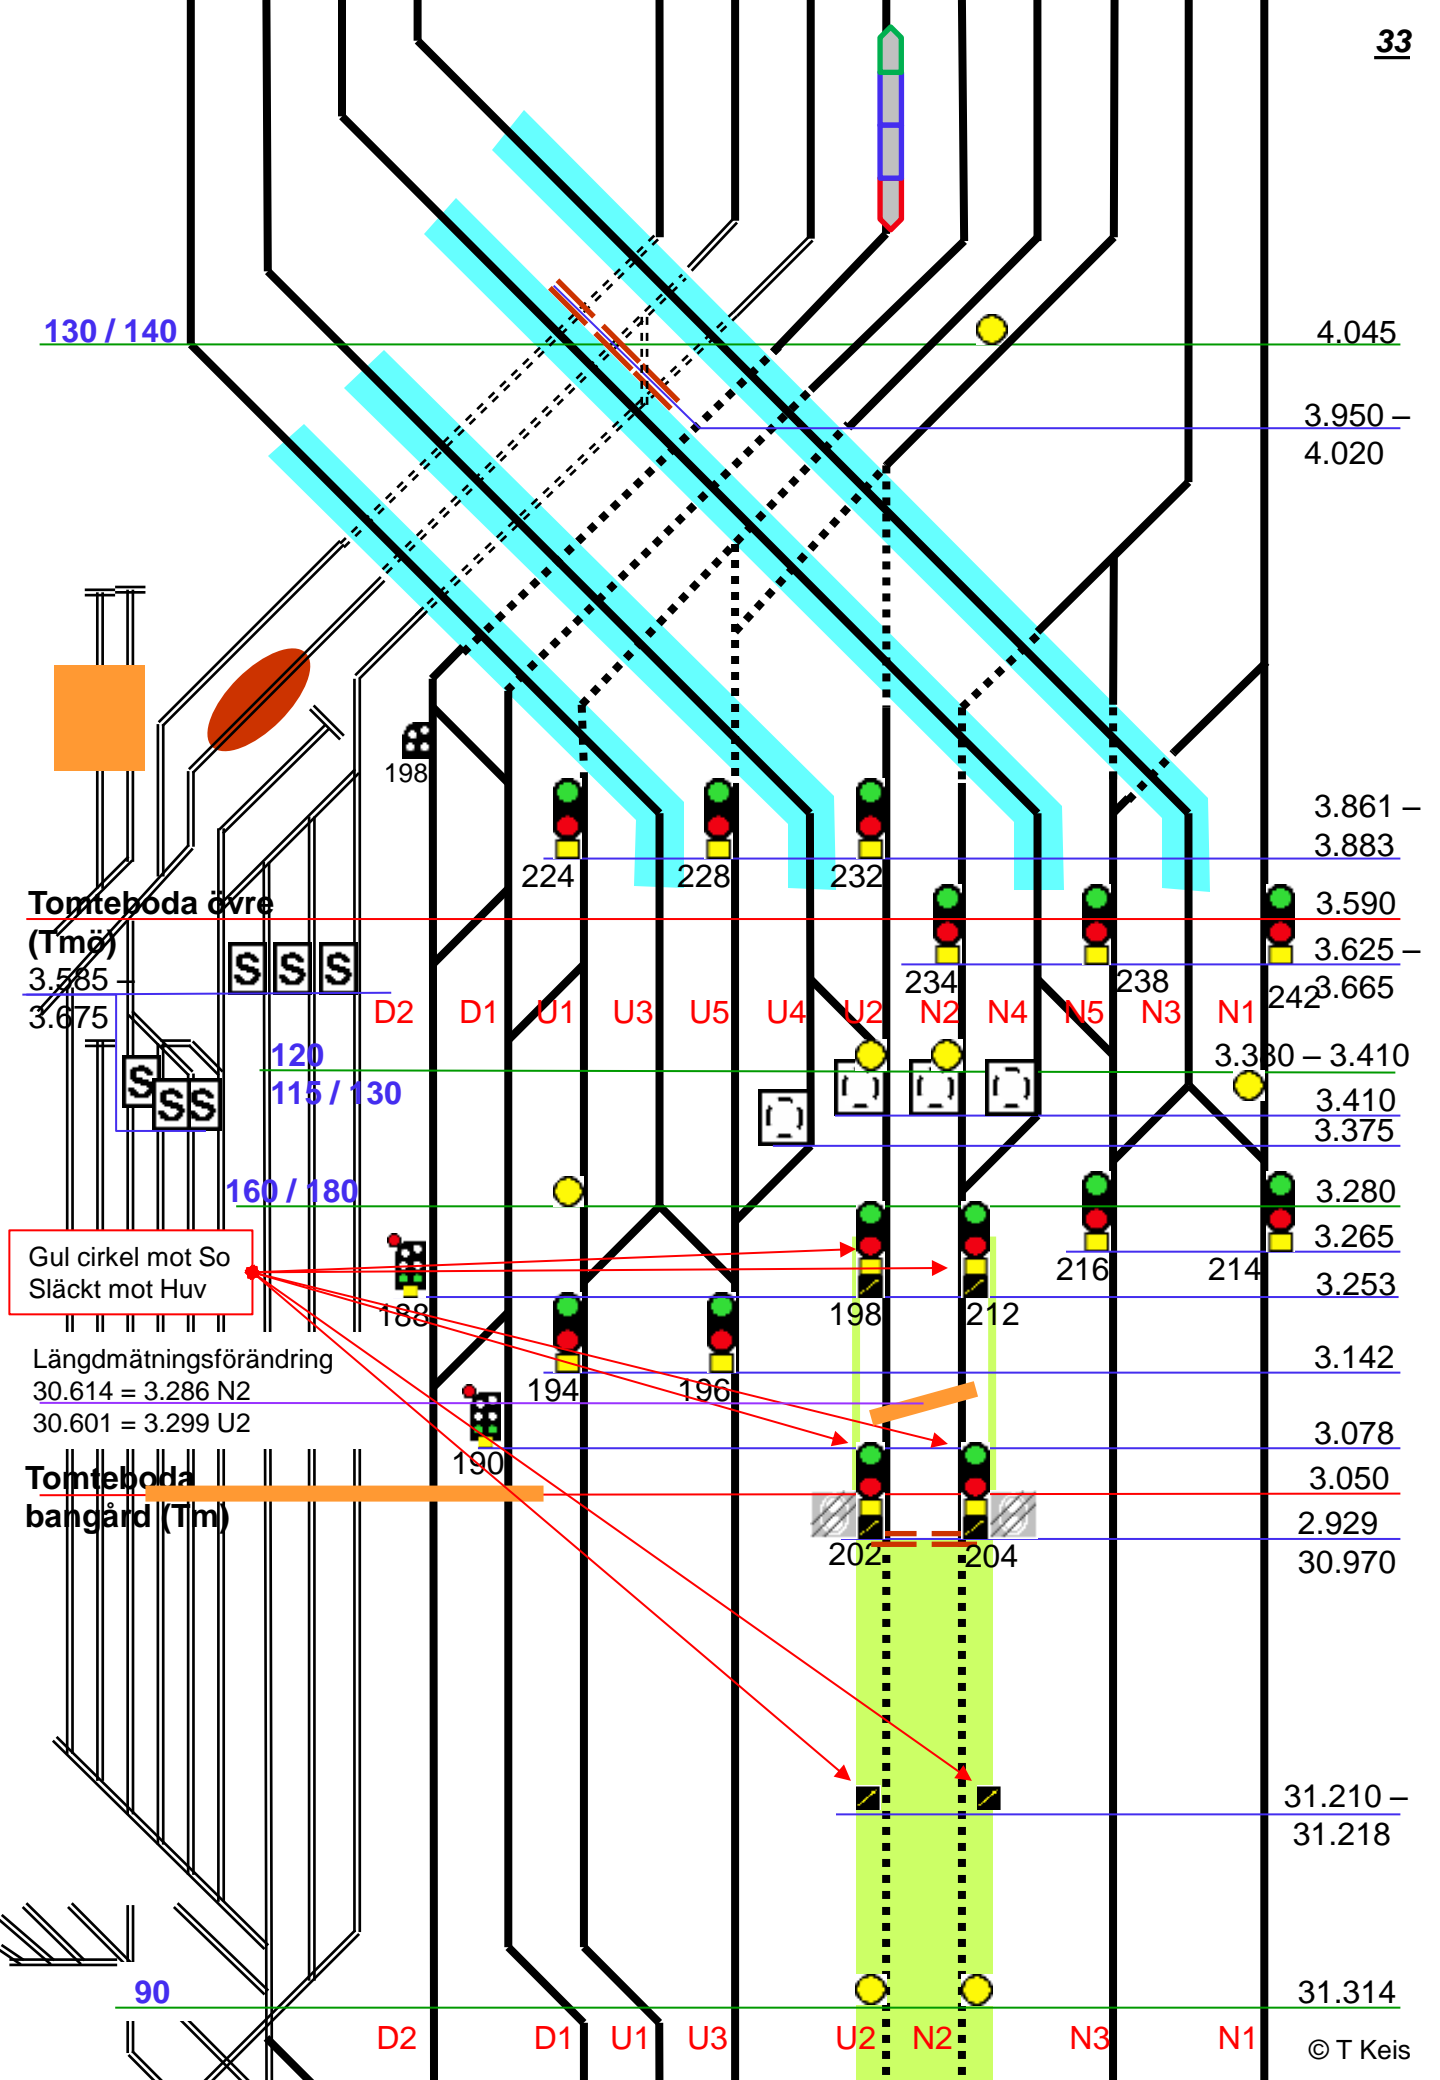 33
130 / 140
4.045
3.950 –
4.020
198
3.861 –
3.883
224
228
232
Tomteboda övre
(Tmö)
3.590
3.625 –
3.665
234
238
242
3.585 –
3.675
S S S
D2 D1 U1 U3 U5 U4 U2 N2 N4 N5 N3 N1
120
115 / 130
3.380 – 3.410
3.410
3.375
S
S S
160 / 180
3.280
3.265
216
214
Gul cirkel mot So
Släckt mot Huv
3.253
188
198
212
Längdmätningsförändring
30.614 = 3.286 N2
30.601 = 3.299 U2
3.142
194
196
3.078
190
Tomteboda
bangård (Tm)
3.050
2.929
30.970
202
204
31.210 –
31.218
90
31.314
D2 D1 U1 U3 U2 N2 N3 N1
© T Keis